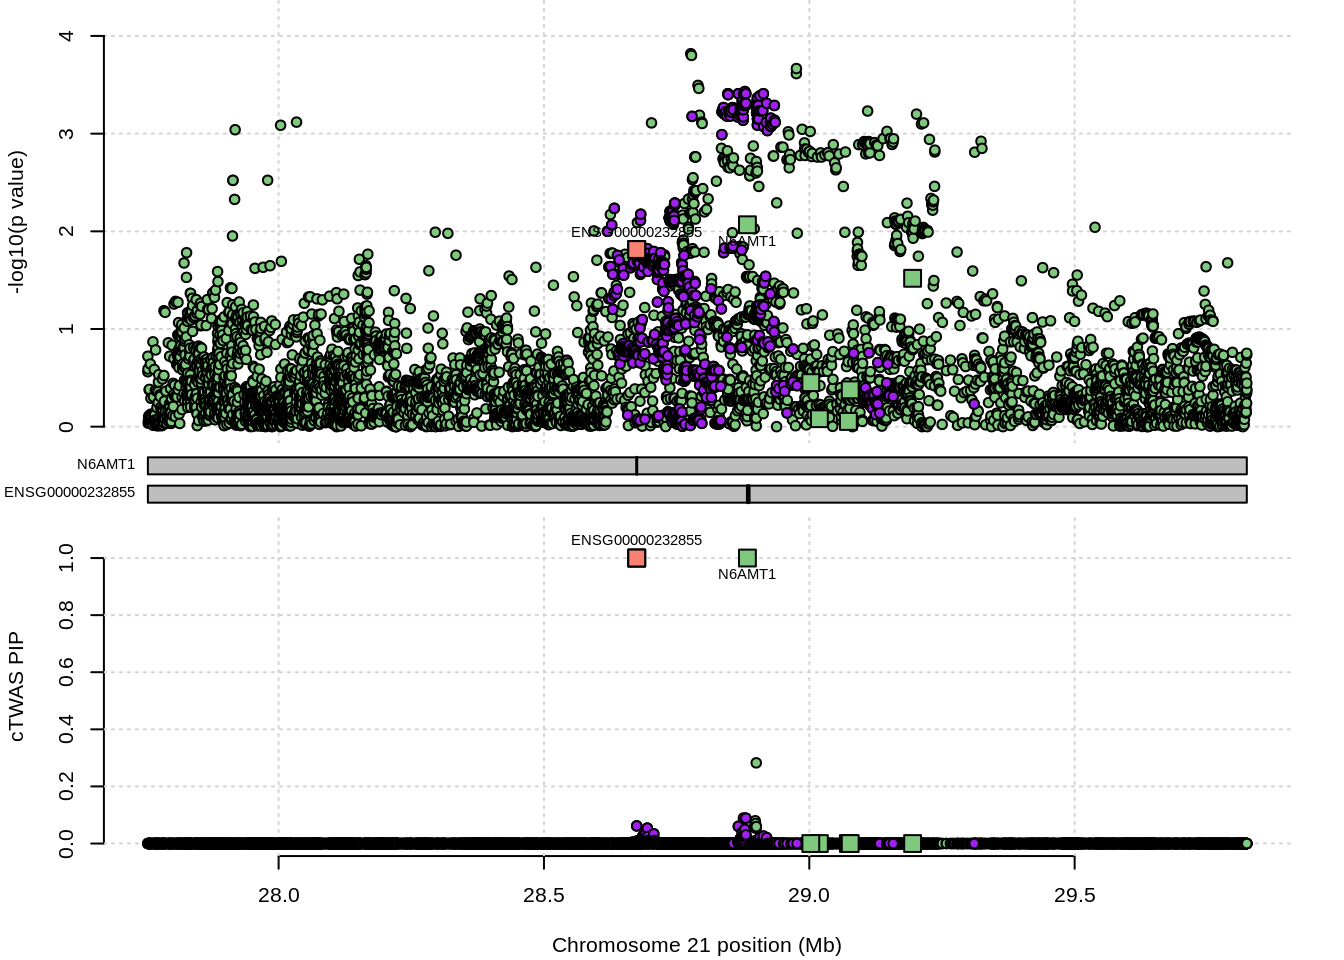 4
3
2
1
0
-log10(p value)
ENSG00000232855
N6AMT1
N6AMT1
ENSG00000232855
ENSG00000232855
N6AMT1
1.0
0.8
0.6
0.4
0.2
0.0
cTWAS PIP
28.0 28.5 29.0 29.5
Chromosome 21 position (Mb)